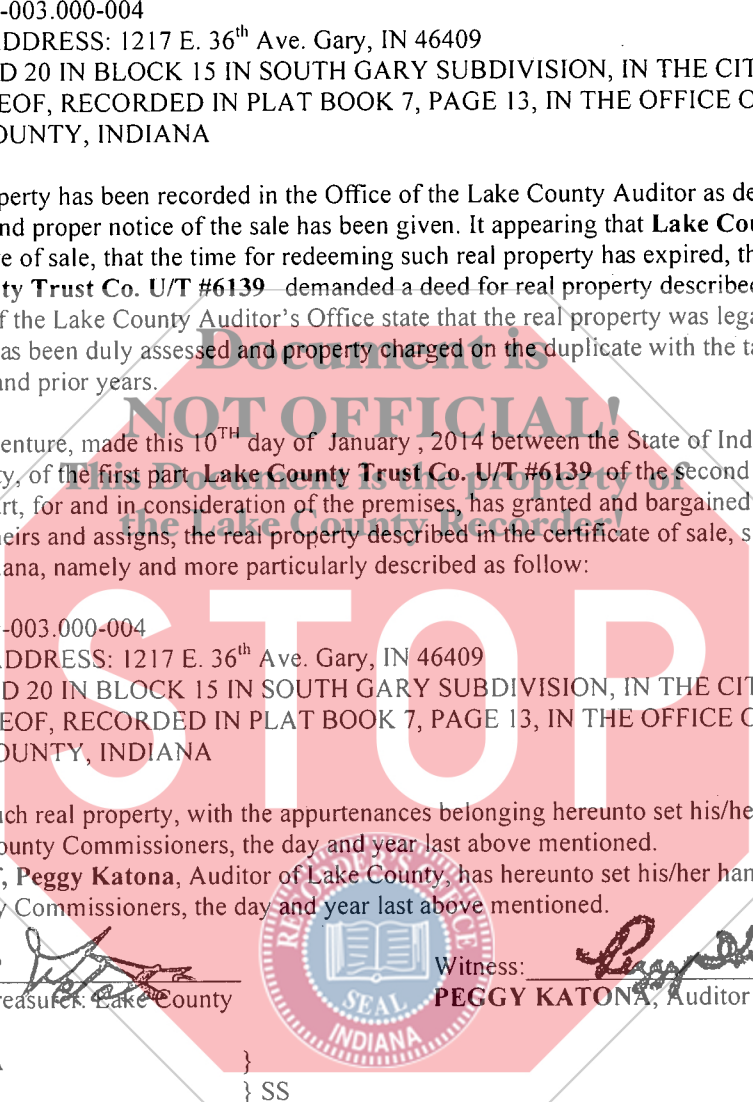 -003.000-004
DDRESS: 1217 E. 36th Ave. Gary, IN 46409
D 20 IN BLOCK 15 IN SOUTH GARY SUBDIVISION, IN THE CIT
EOF, RECORDED IN PLAT BOOK 7, PAGE 13, IN THE OFFICE O
OUNTY, INDIANA
perty has been recorded in the Office of the Lake County Auditor as de
nd proper notice of the sale has been given. It appearing that Lake Cou
e of sale, that the time for redeeming such real property has expired, th
ty Trust Co. U/T #6139 demanded a deed for real property described
f the Lake County Auditor's Office state that the real property was lega
as been duly assessed and property charged on the duplicate with the ta
and prior years.
Document is
NOT OFFICIAL!
This Document is the property of
the Lake County Recorder!
enture, made this 10TH day of January , 2014 between the State of Ind
y, of the first part Lake County Trust Co. U/T #6139 of the second
rt, for and in consideration of the premises, has granted and bargained
eirs and assigns, the real property described in the certificate of sale, s
iana, namely and more particularly described as follow:
-003.000-004
DDRESS: 1217 E. 36th Ave. Gary, IN 46409
D 20 IN BLOCK 15 IN SOUTH GARY SUBDIVISION, IN THE CIT
EOF, RECORDED IN PLAT BOOK 7, PAGE 13, IN THE OFFICE O
OUNTY, INDIANA
STOP
ch real property, with the appurtenances belonging hereunto set his/he
ounty Commissioners, the day and year last above mentioned.
, Peggy Katona, Auditor of Lake County, has hereunto set his/her han
y Commissioners, the day and year last above mentioned.
RECORDER'S OFFICE
SEAL
INDIANA
Witness: Peggy
reasurer: Lake County PEGGY KATONA, Auditor
}
} SS